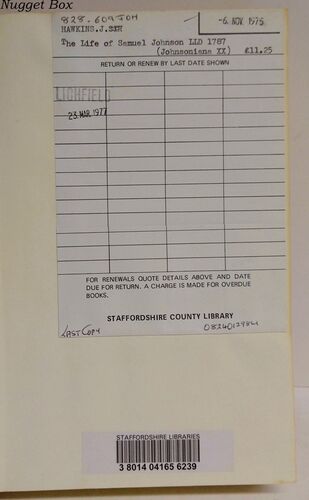 Nugget Box
828.609JOH
-6. NOV. 1975
HAWKINS,J.SIR
The Life of Samuel Johnson LLD 1787
(Johnsoniana XX) £11.25
RETURN OR RENEW BY LAST DATE SHOWN
LICHFIELD
23. MAR 1977
FOR RENEWALS QUOTE DETAILS ABOVE AND DATE
DUE FOR RETURN. A CHARGE IS MADE FOR OVERDUE
BOOKS.
STAFFORDSHIRE COUNTY LIBRARY
LAST COPY
STAFFORDSHIRE LIBRARIES
3 8014 04165 6239